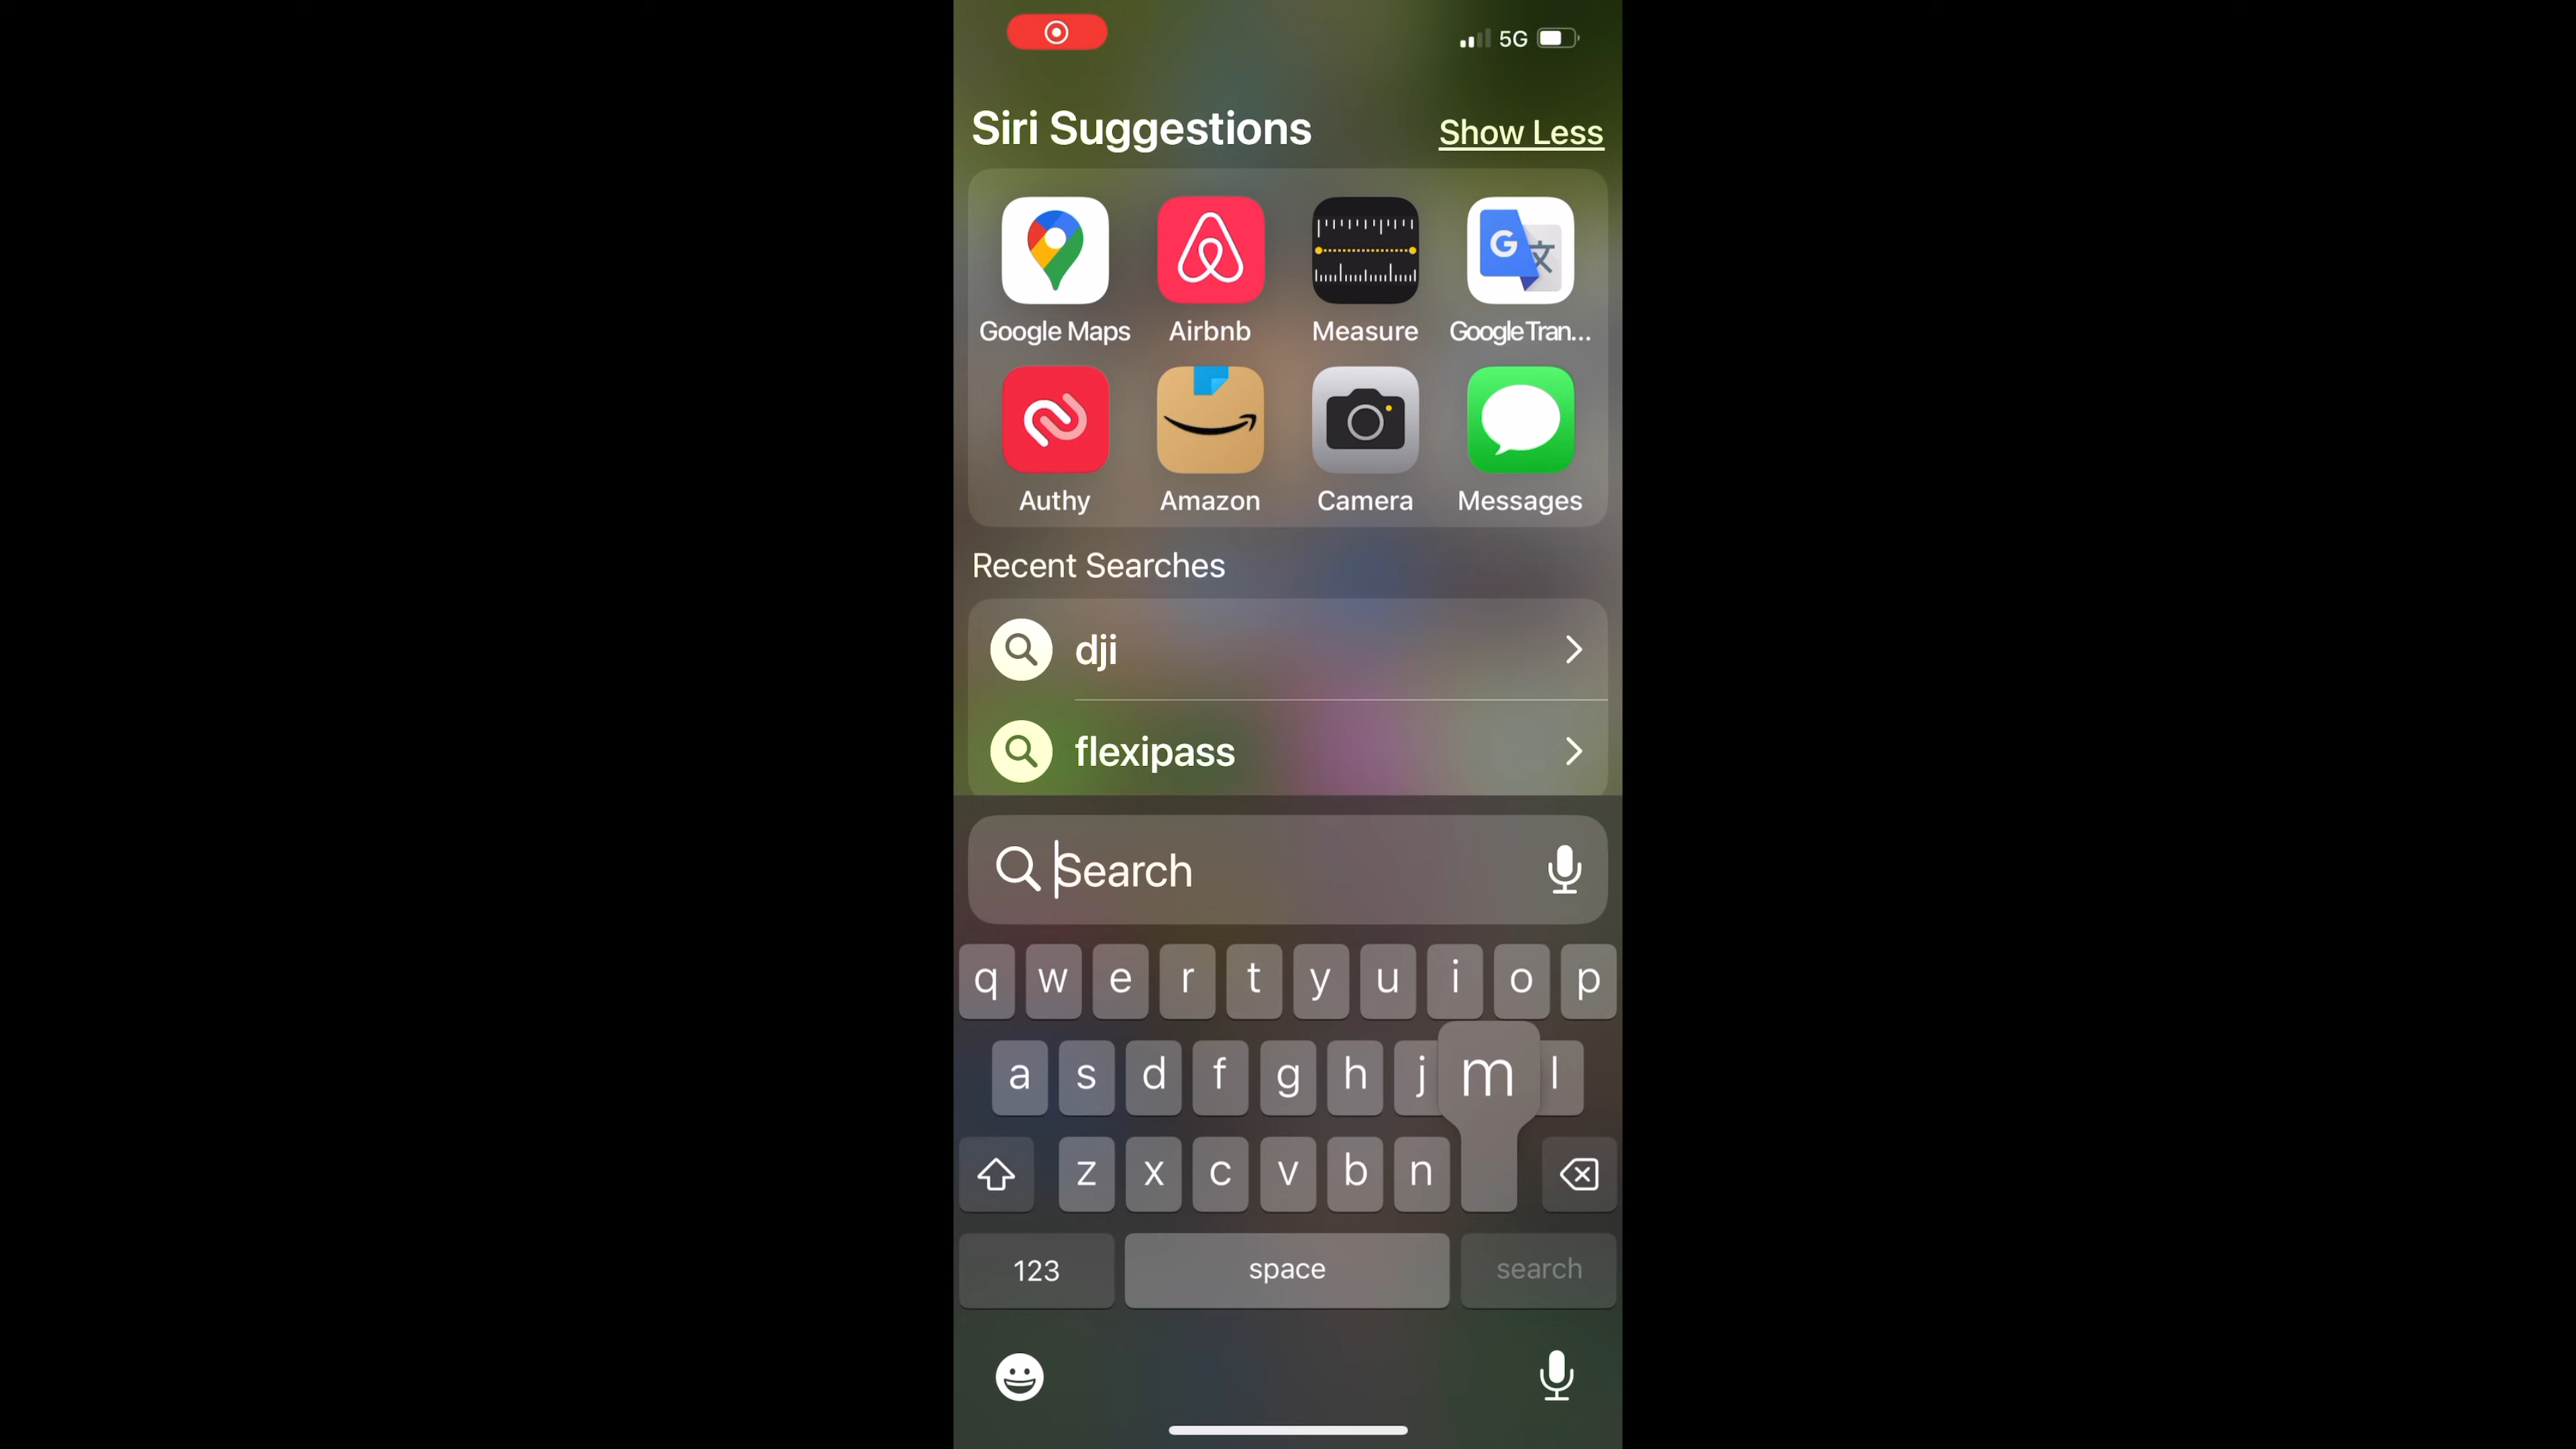 5G
Siri Suggestions Show Less
Google Maps Airbnb Measure Google Tran...
Authy Amazon Camera Messages
Recent Searches
dji
flexipass
Search
q w e r t y u i o p
a s d f g h j m l
z x c v b n
123 space search